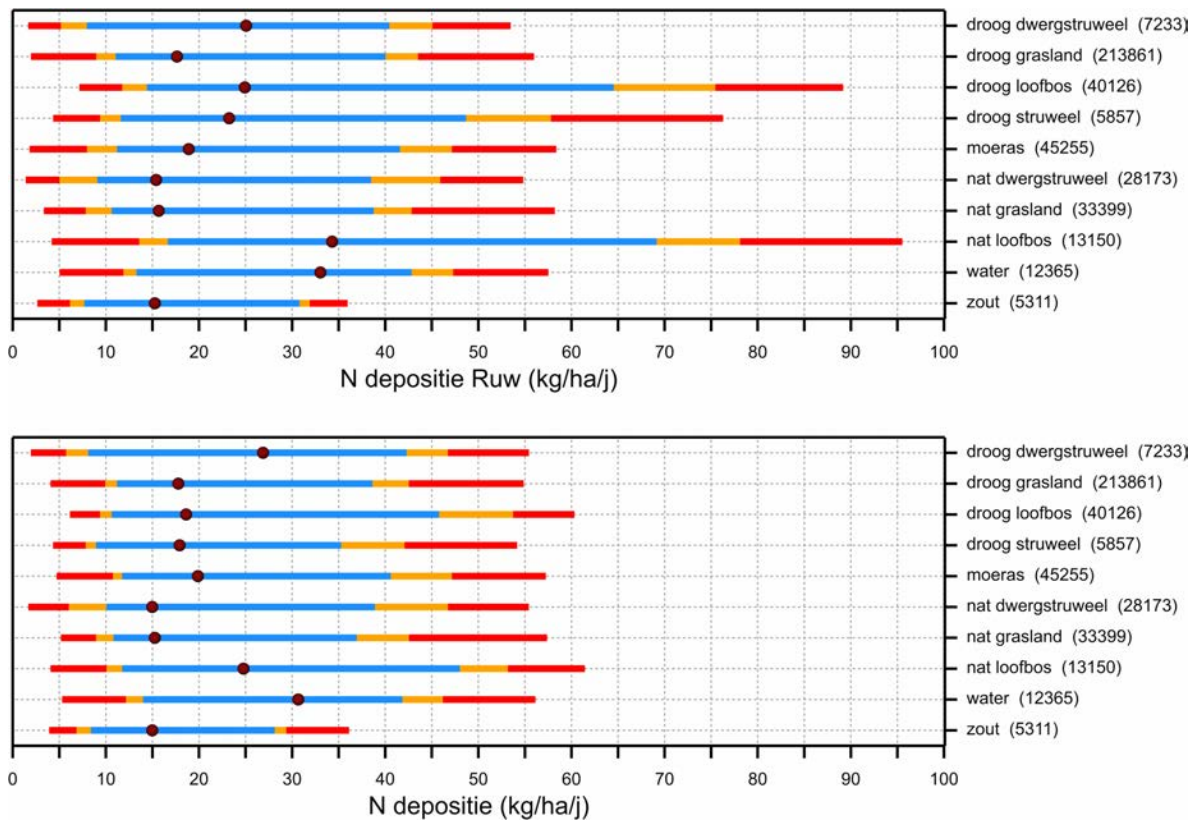 droog dwergstruweel (7233)
droog grasland (213861)
droog loofbos (40126)
droog struweel (5857)
moeras (45255)
nat dwergstruweel (28173)
nat grasland (33399)
nat loofbos (13150)
water (12365)
zout (5311)
0 10 20 30 40 50 60 70 80 90 100
N depositie Ruw (kg/ha/j)
droog dwergstruweel (7233)
droog grasland (213861)
droog loofbos (40126)
droog struweel (5857)
moeras (45255)
nat dwergstruweel (28173)
nat grasland (33399)
nat loofbos (13150)
water (12365)
zout (5311)
0 10 20 30 40 50 60 70 80 90 100
N depositie (kg/ha/j)